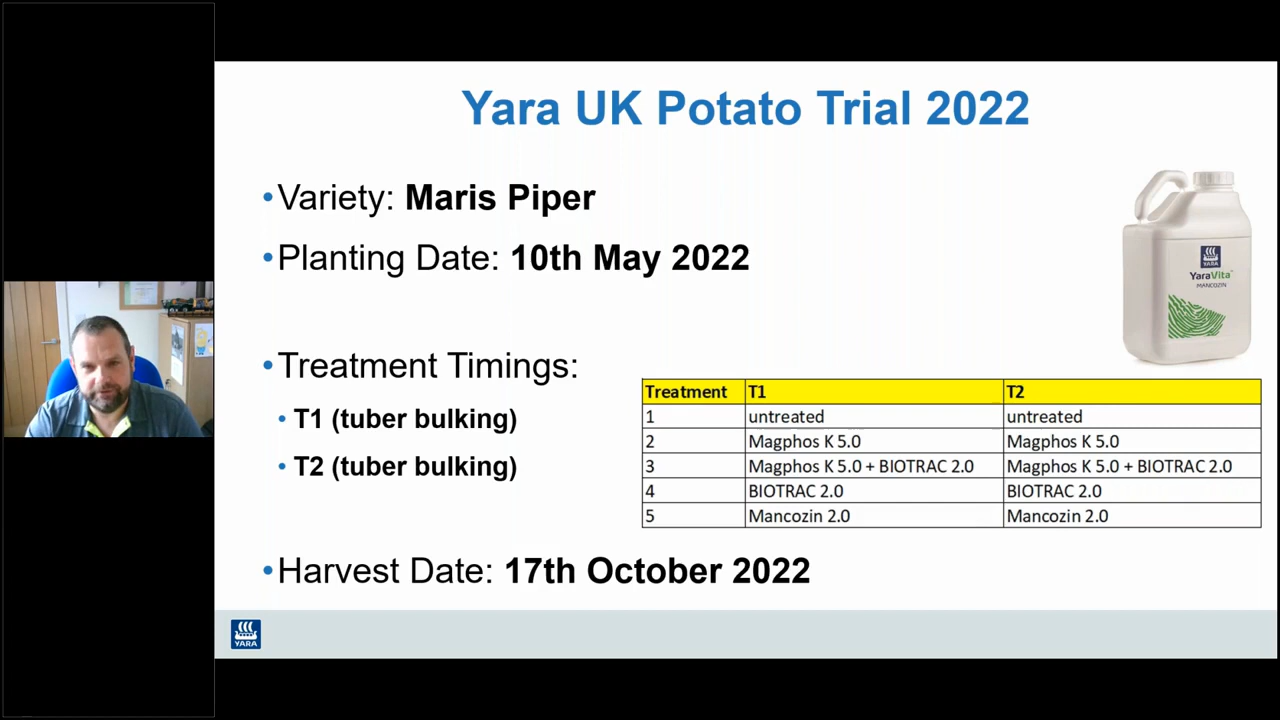 Yara UK Potato Trial 2022
•Variety: Maris Piper
•Planting Date: 10th May 2022
•Treatment Timings:
• T1 (tuber bulking)
• T2 (tuber bulking)
•Harvest Date: 17th October 2022
YARA
YaraVita™
MANCOZIN
Treatment T1 T2
1 untreated untreated
2 Magphos K 5.0 Magphos K 5.0
3 Magphos K 5.0 + BIOTRAC 2.0 Magphos K 5.0 + BIOTRAC 2.0
4 BIOTRAC 2.0 BIOTRAC 2.0
5 Mancozin 2.0 Mancozin 2.0
YARA